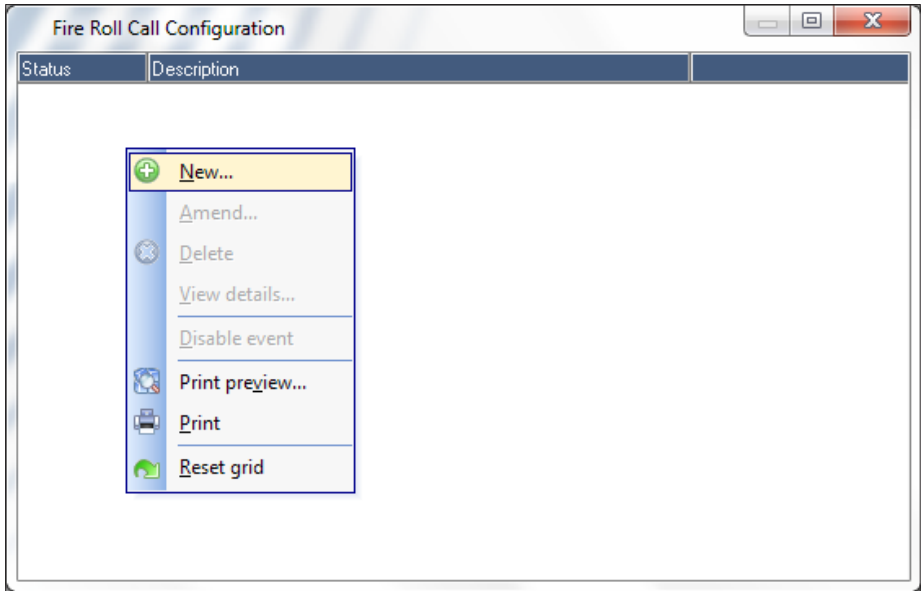 Fire Roll Call Configuration
Status Description
New...
Amend...
Delete
View details...
Disable event
Print preview...
Print
Reset grid